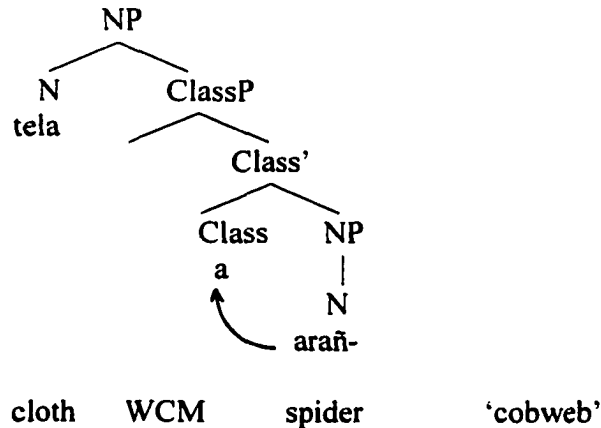 NP
N ClassP
tela
Class’
Class NP
a
N
arañ-
cloth WCM spider ‘cobweb’